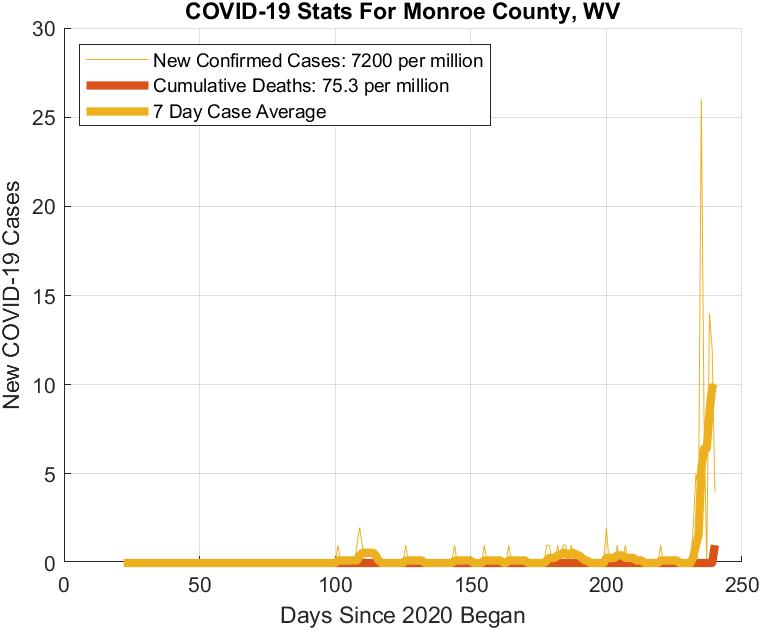 COVID-19 Stats For Monroe County, WV
New Confirmed Cases: 7200 per million
Cumulative Deaths: 75.3 per million
7 Day Case Average
New COVID-19 Cases
30
25
20
15
10
5
0
0 50 100 150 200 250
Days Since 2020 Began